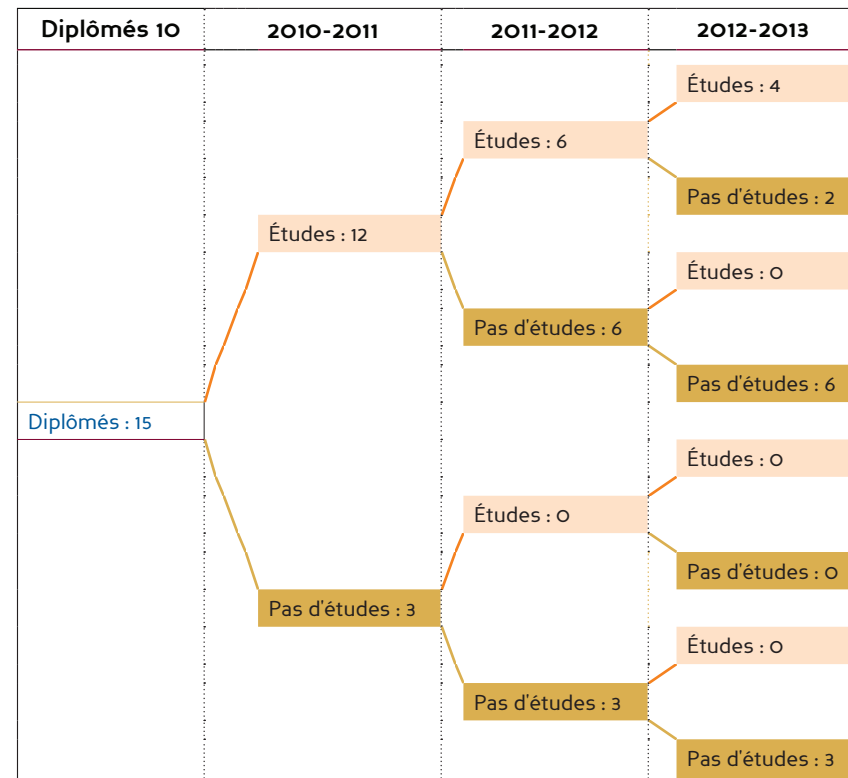 Diplômés 10 2010-2011 2011-2012 2012-2013
Études : 4
Études : 6
Pas d'études : 2
Études : 12
Études : 0
Pas d'études : 6
Pas d'études : 6
Diplômés : 15
Études : 0
Études : 0
Pas d'études : 0
Pas d'études : 3
Études : 0
Pas d'études : 3
Pas d'études : 3